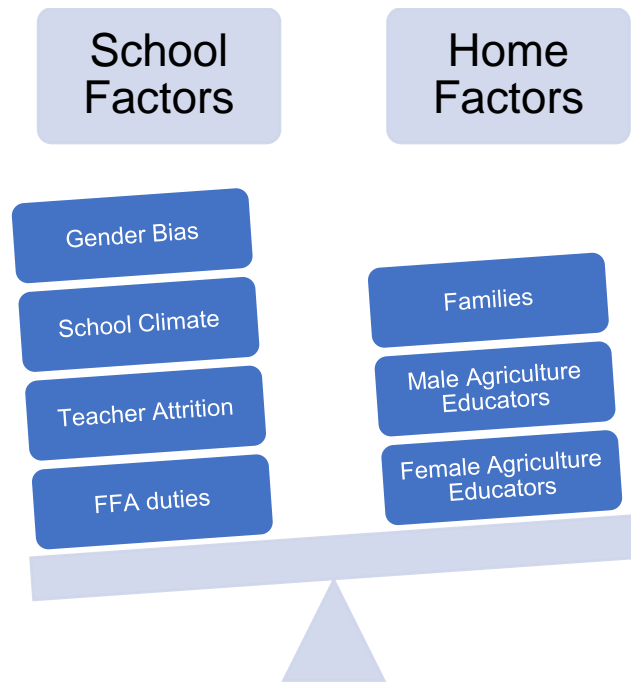 School
Factors
Home
Factors
Gender Bias
School Climate
Teacher Attrition
FFA duties
Families
Male Agriculture
Educators
Female Agriculture
Educators